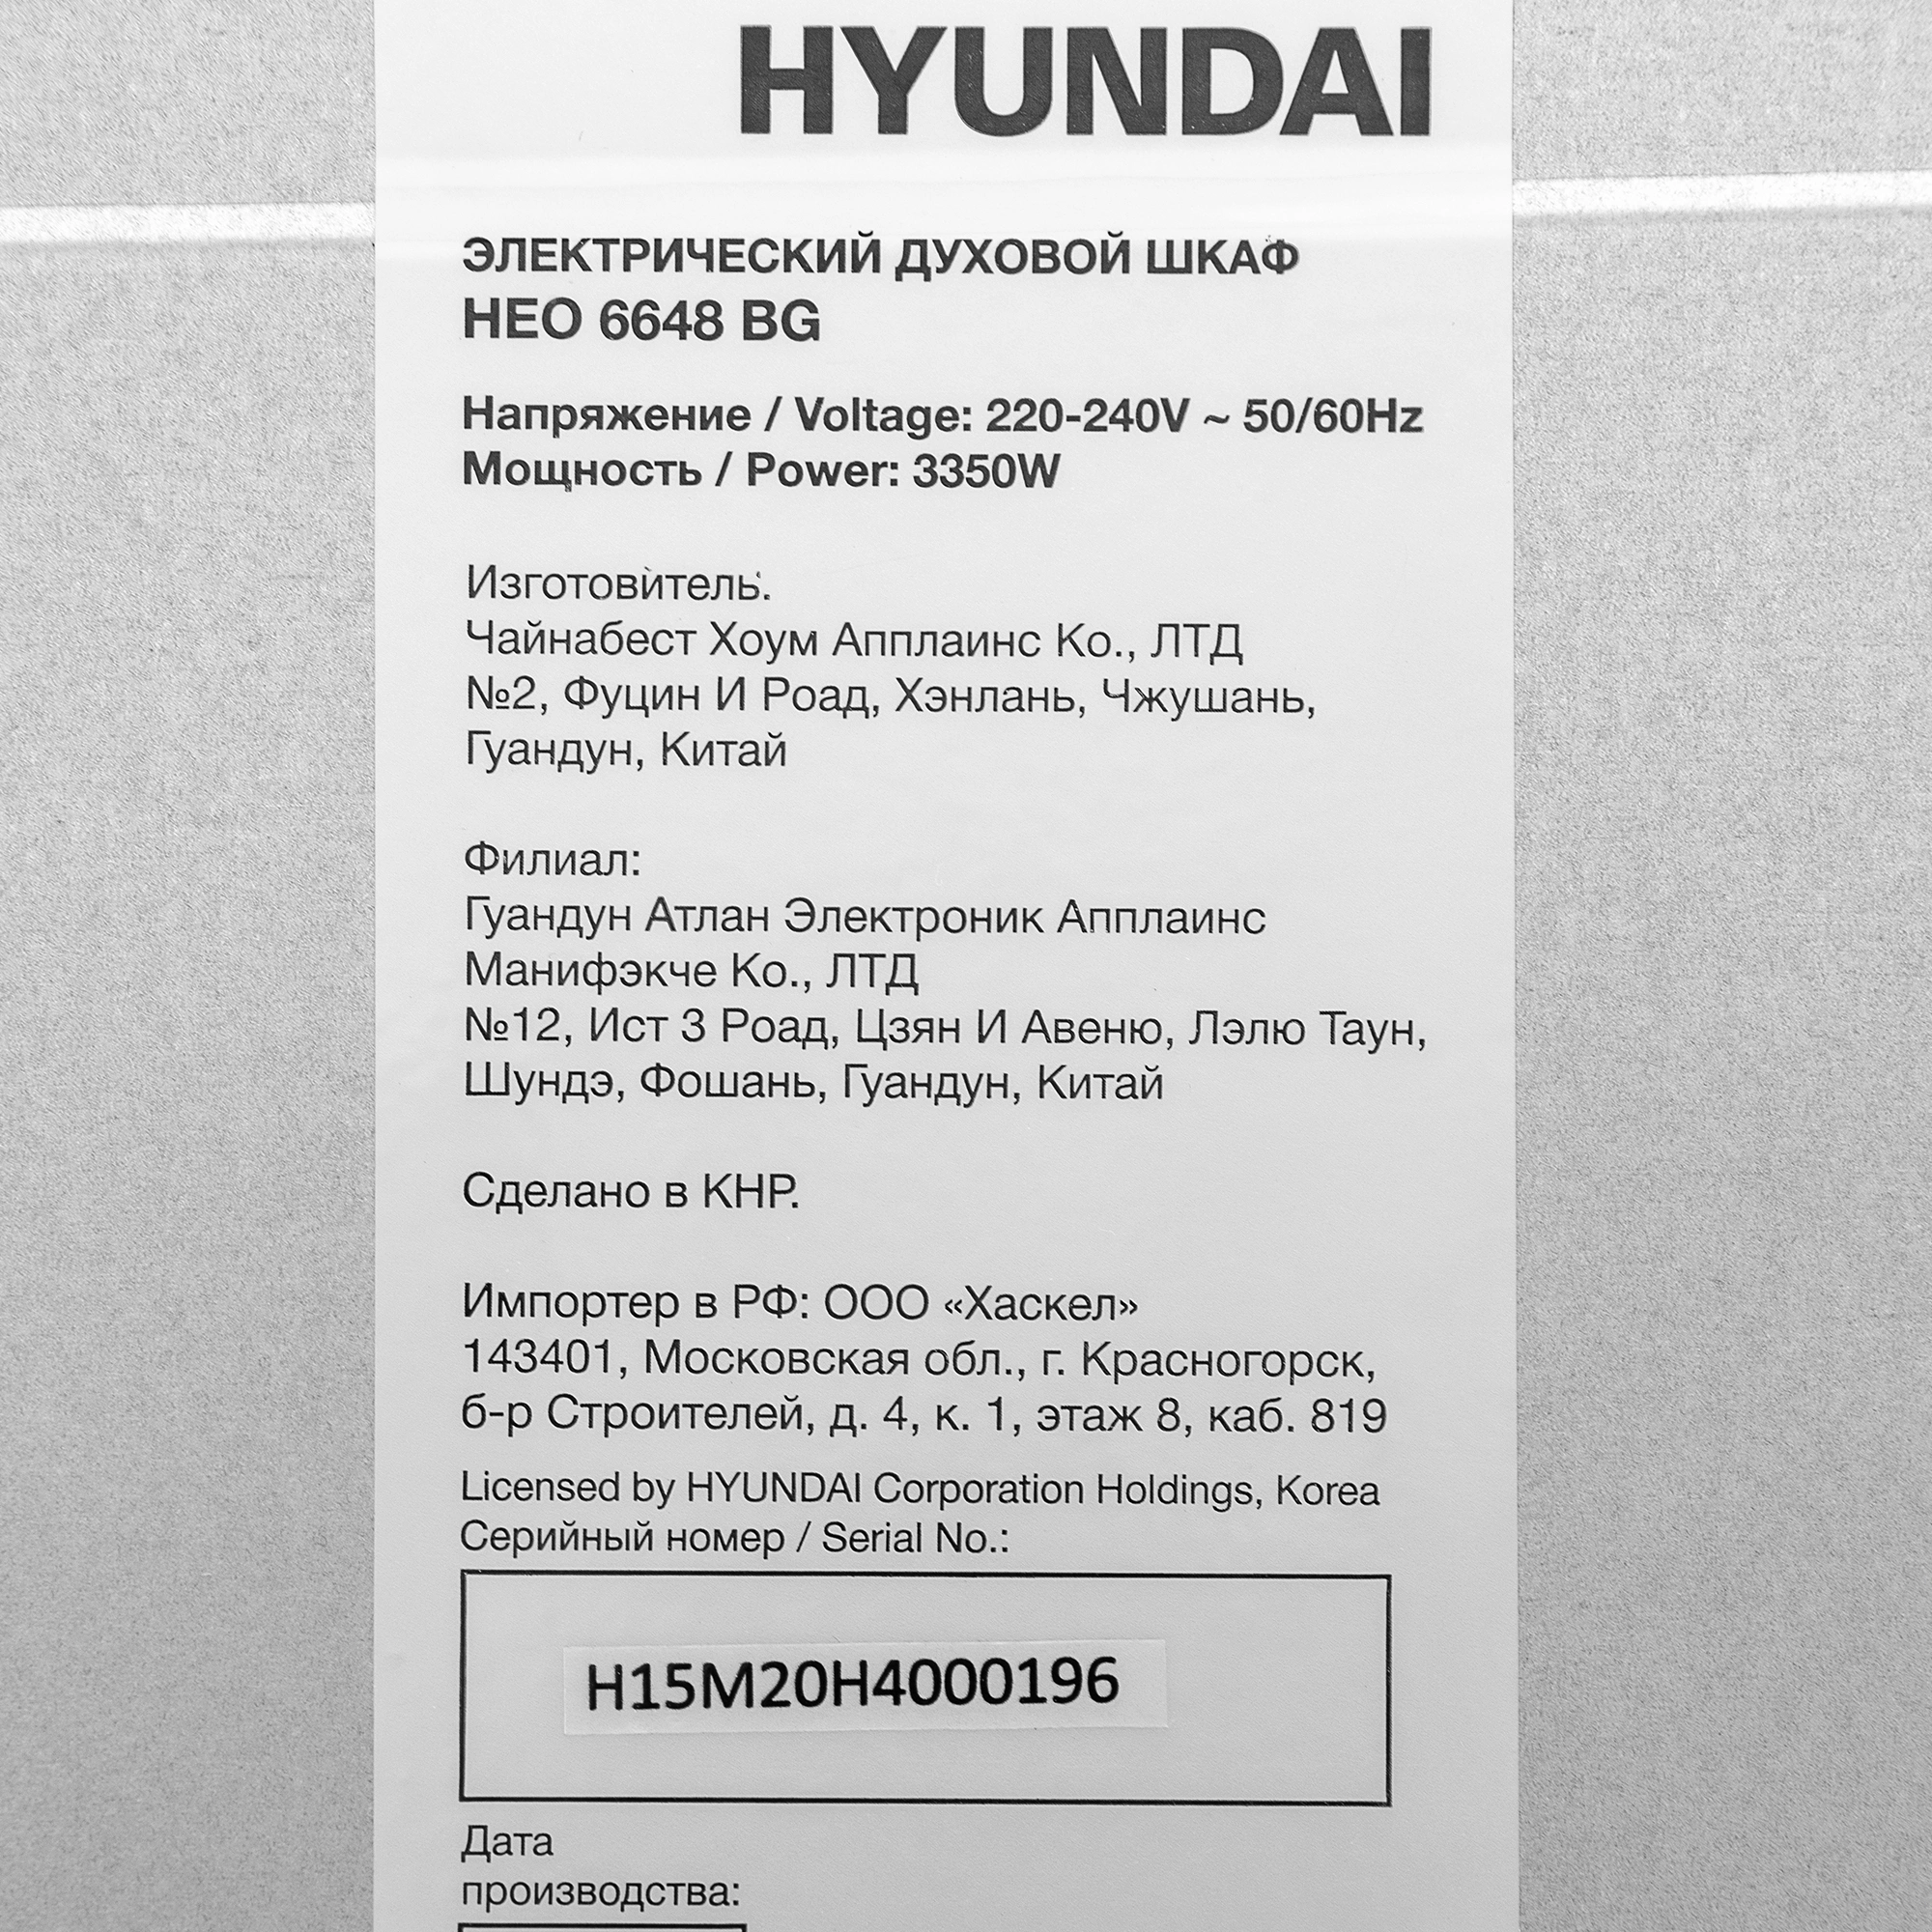 HYUNDAI
ЭЛЕКТРИЧЕСКИЙ ДУХОВОЙ ШКАФ
HEO 6648 BG
Напряжение / Voltage: 220-240V ~ 50/60Hz
Мощность / Power: 3350W
Изготовитель:
Чайнабест Хоум Апплаинс Ко., ЛТД
№2, Фуцин И Роад, Хэнлань, Чжушань,
Гуандун, Китай
Филиал:
Гуандун Атлан Электроник Апплаинс
Манифэкче Ко., ЛТД
№12, Ист 3 Роад, Цзян И Авеню, Лэлю Таун,
Шундэ, Фошань, Гуандун, Китай
Сделано в КНР.
Импортер в РФ: ООО «Хаскел»
143401, Московская обл., г. Красногорск,
б-р Строителей, д. 4, к. 1, этаж 8, каб. 819
Licensed by HYUNDAI Corporation Holdings, Korea
Серийный номер / Serial No.:
H15M20H4000196
Дата
производства: